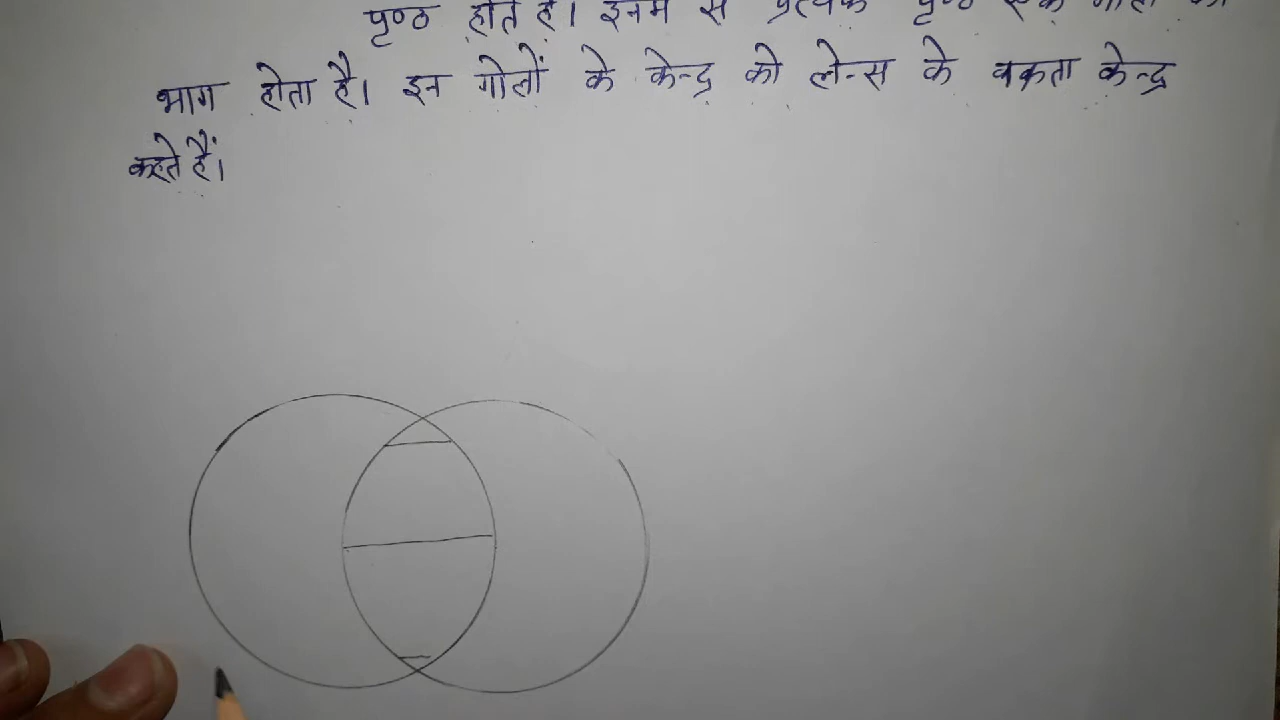 पृष्ठ होते हैं। इनमें से प्रत्येक पृष्ठ एक गोले का
भाग होता है। इन गोलों के केन्द्र को लेन्स के वक्रता केन्द्र
कहते हैं।